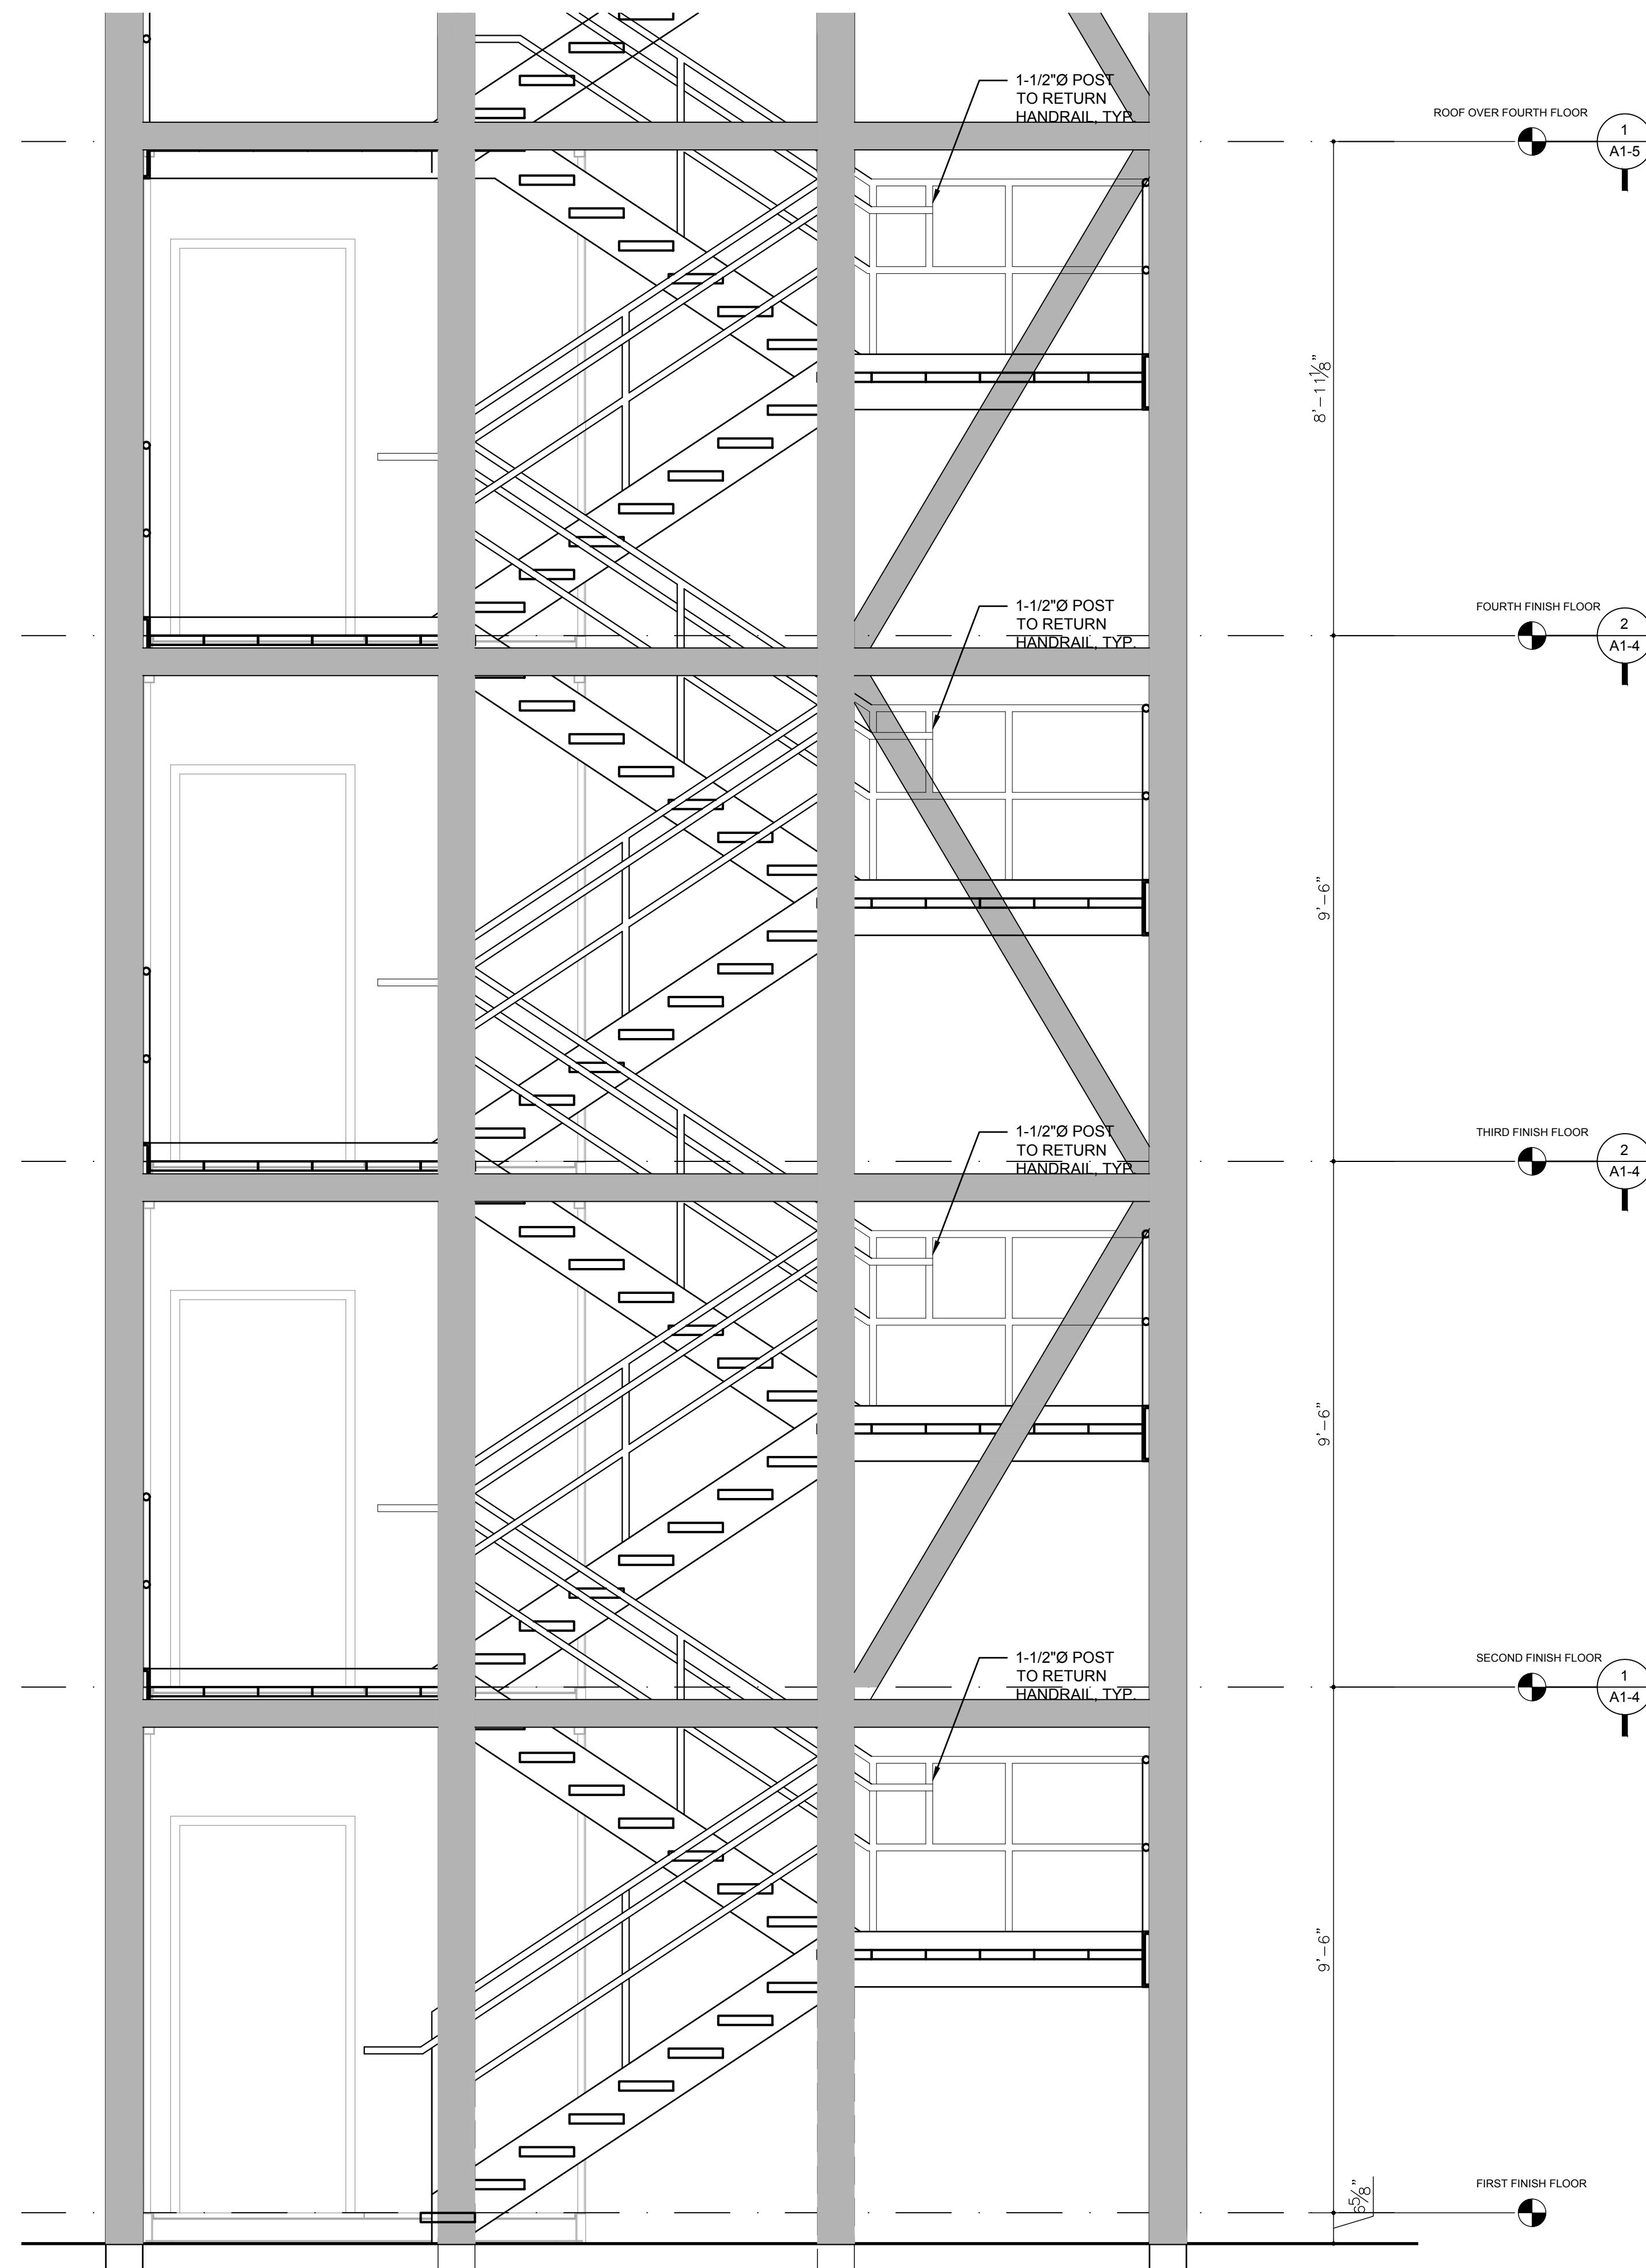 1-1/2"Ø POST
TO RETURN
HANDRAIL, TYP.
ROOF OVER FOURTH FLOOR
1
A1-5
8'-11⅛"
1-1/2"Ø POST
TO RETURN
HANDRAIL, TYP.
FOURTH FINISH FLOOR
2
A1-4
9'-6"
1-1/2"Ø POST
TO RETURN
HANDRAIL, TYP.
THIRD FINISH FLOOR
2
A1-4
9'-6"
1-1/2"Ø POST
TO RETURN
HANDRAIL, TYP.
SECOND FINISH FLOOR
1
A1-4
9'-6"
6⅝"
FIRST FINISH FLOOR